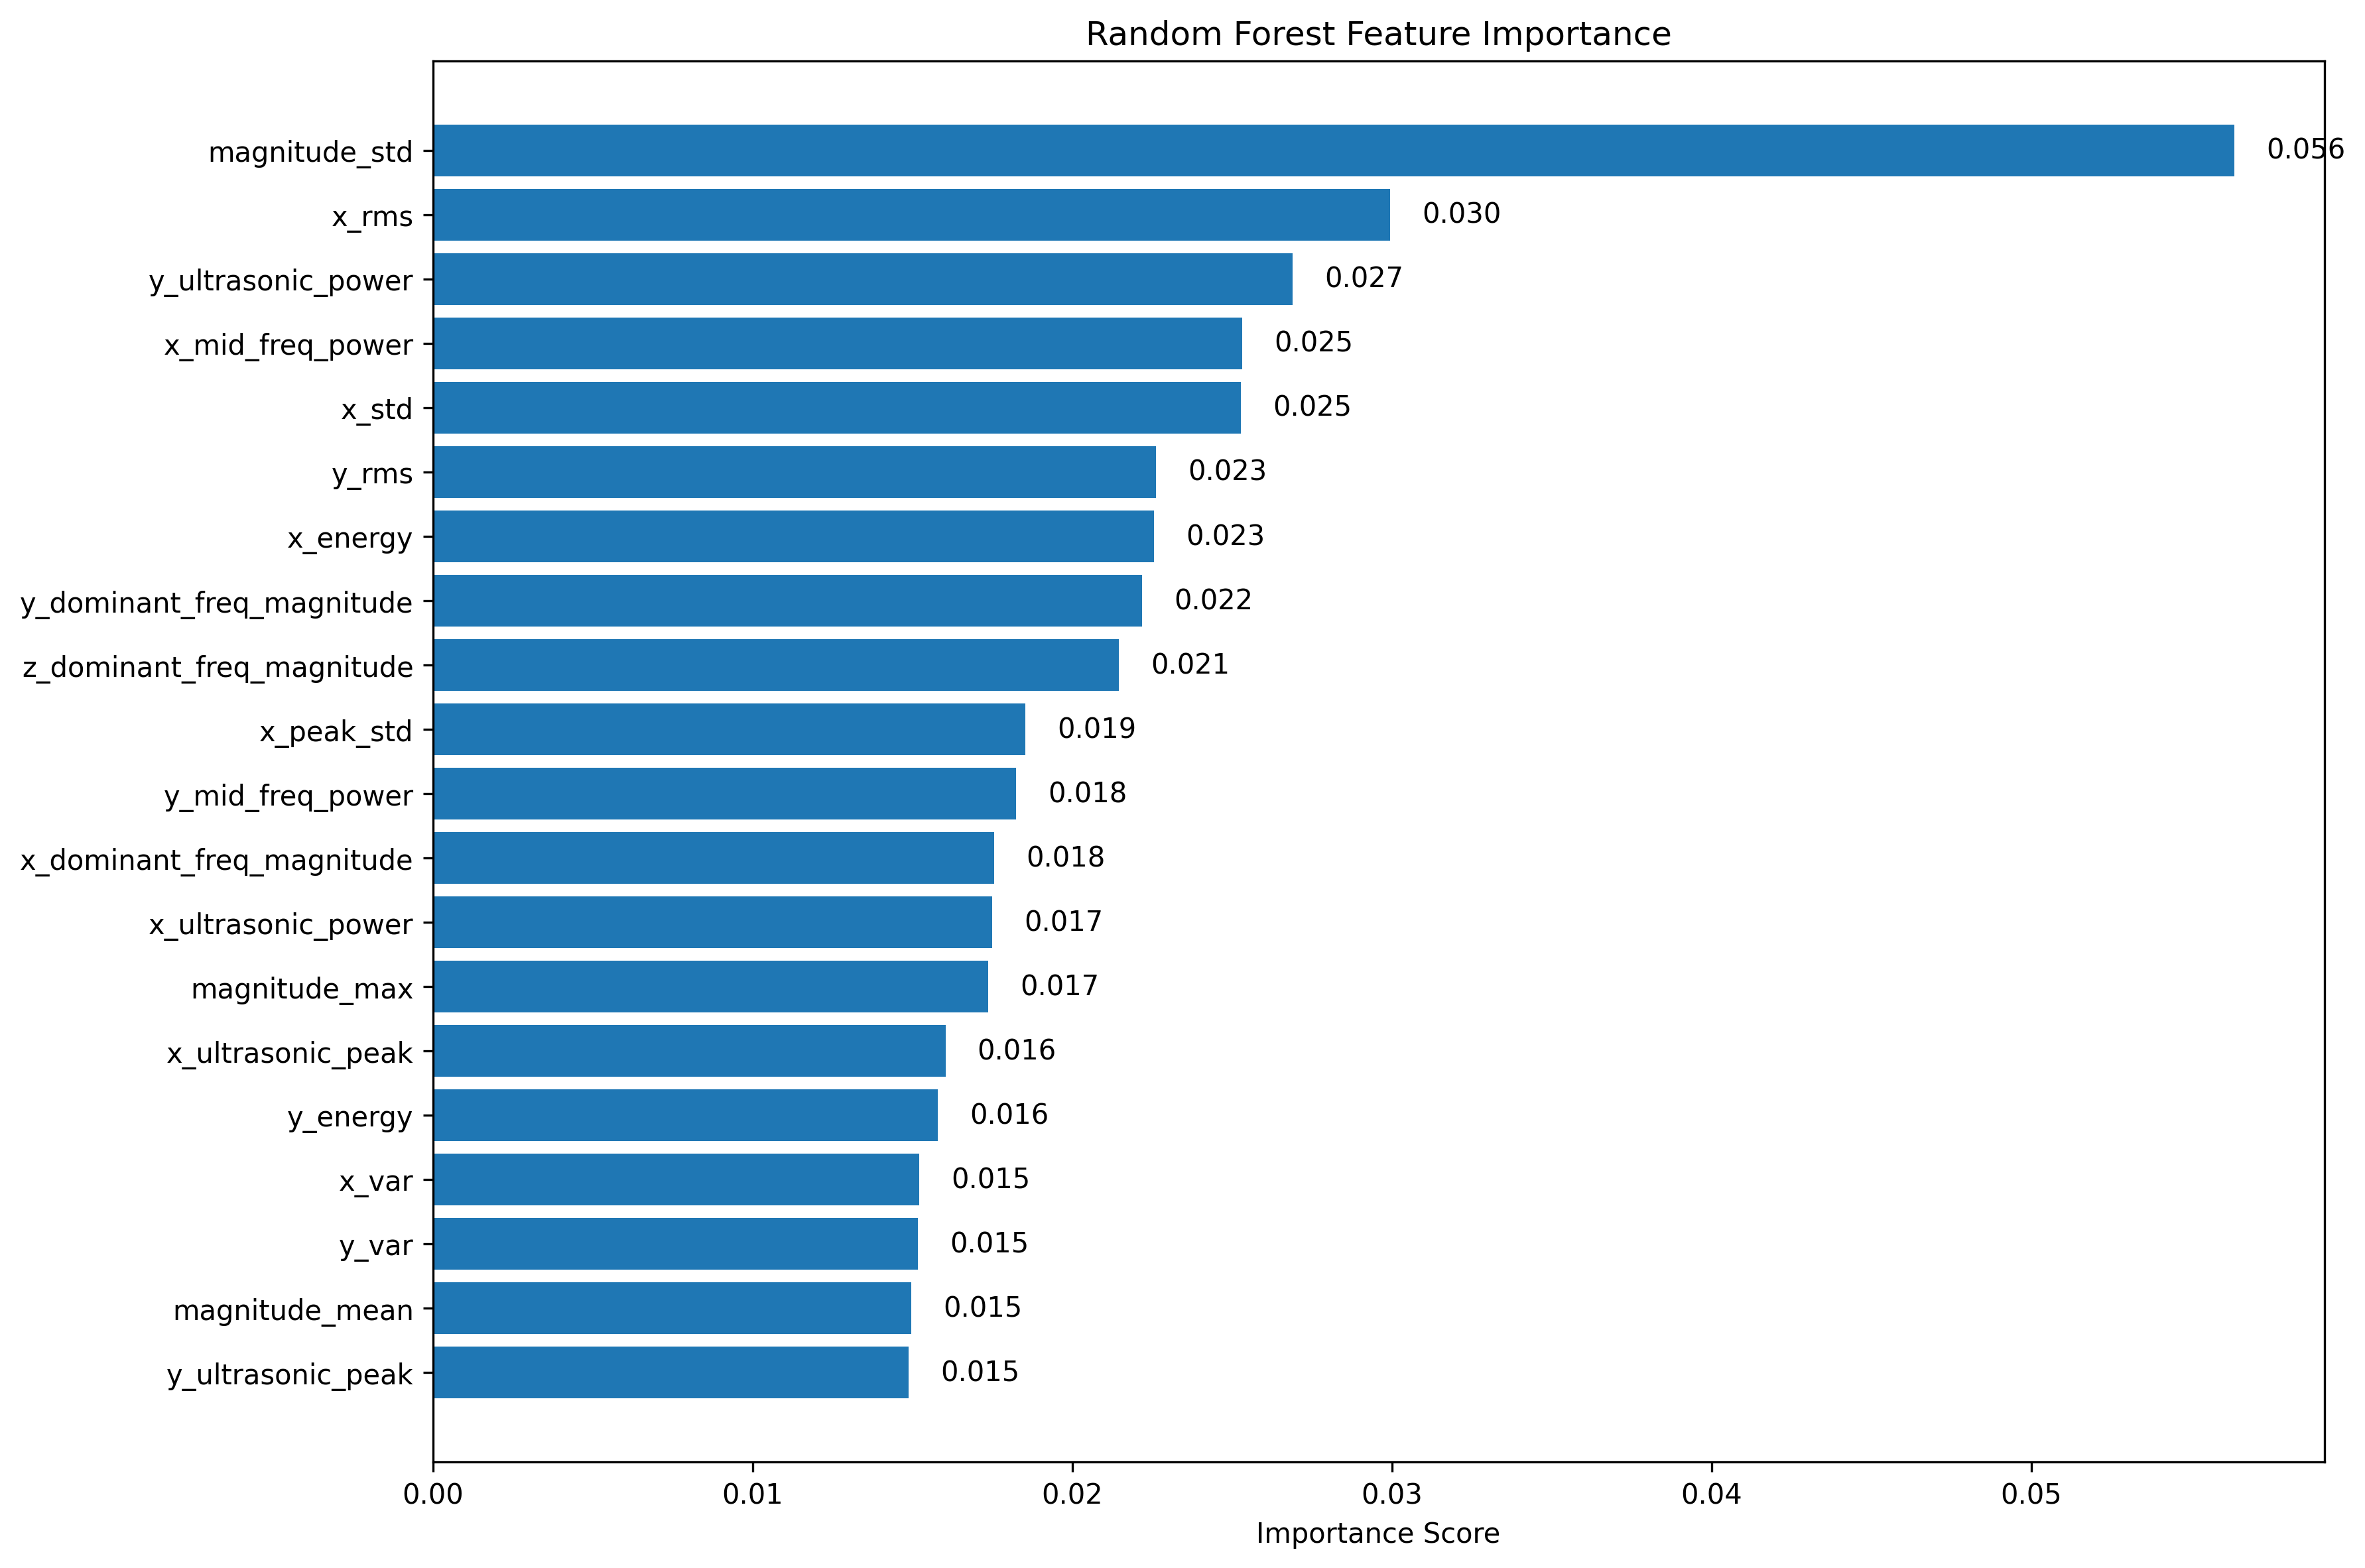 Random Forest Feature Importance
magnitude_std 0.056
x_rms 0.030
y_ultrasonic_power 0.027
x_mid_freq_power 0.025
x_std 0.025
y_rms 0.023
x_energy 0.023
y_dominant_freq_magnitude 0.022
z_dominant_freq_magnitude 0.021
x_peak_std 0.019
y_mid_freq_power 0.018
x_dominant_freq_magnitude 0.018
x_ultrasonic_power 0.017
magnitude_max 0.017
x_ultrasonic_peak 0.016
y_energy 0.016
x_var 0.015
y_var 0.015
magnitude_mean 0.015
y_ultrasonic_peak 0.015
0.00 0.01 0.02 0.03 0.04 0.05
Importance Score